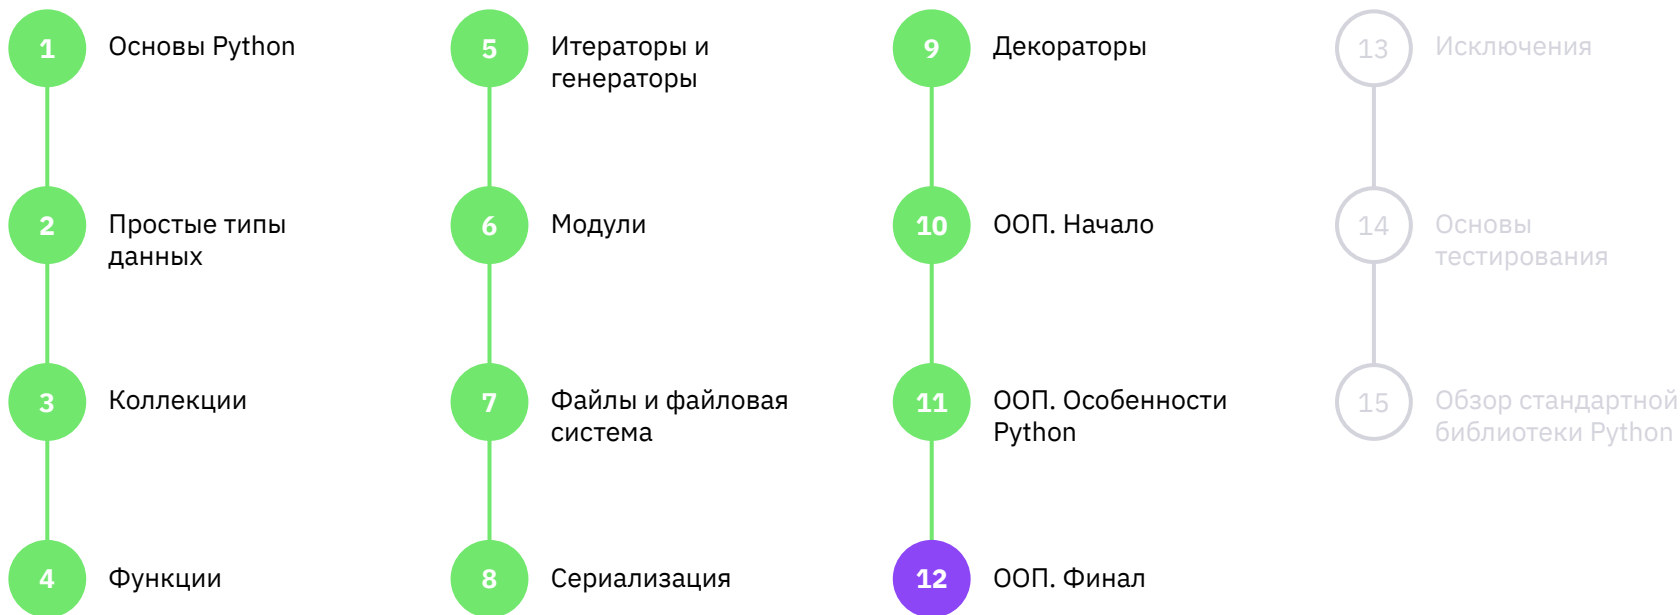 1
Основы Python
2
Простые типы
данных
3
Коллекции
4
Функции
5
Итераторы и
генераторы
6
Модули
7
Файлы и файловая
система
8
Сериализация
9
Декораторы
10
ООП. Начало
11
ООП. Особенности
Python
12
ООП. Финал
13
Исключения
14
Основы
тестирования
15
Обзор стандартной
библиотеки Python